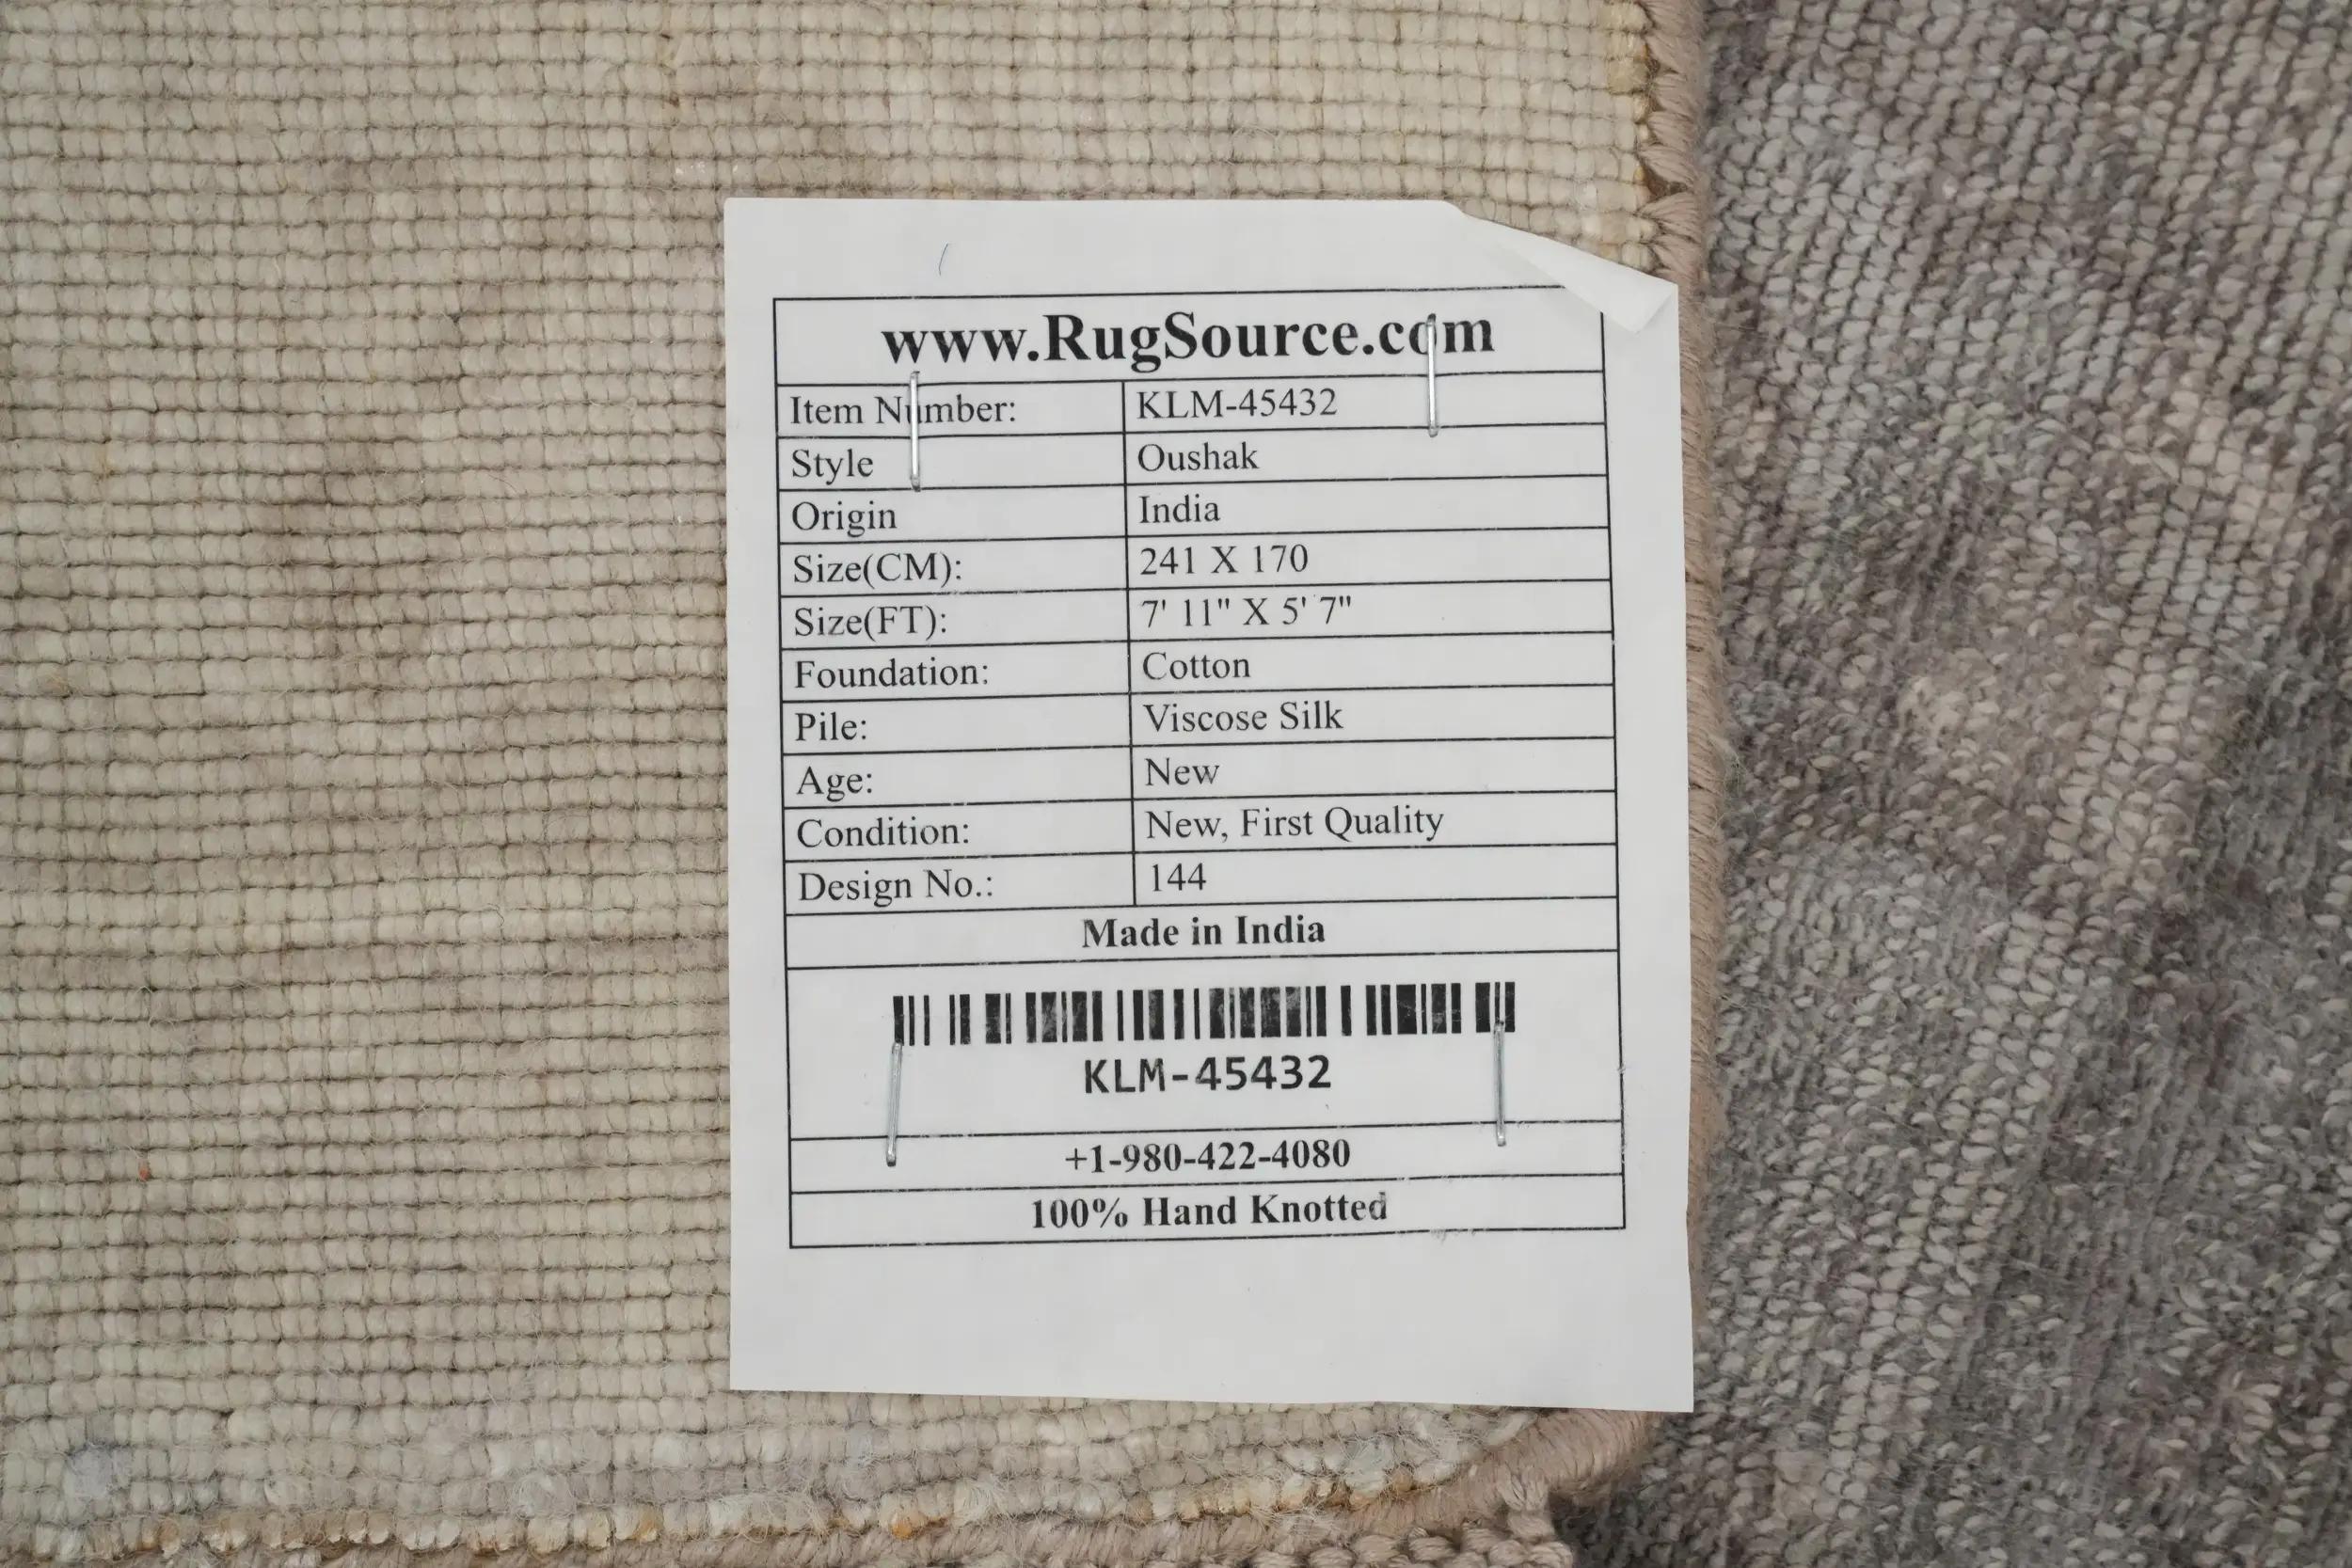 www.RugSource.com
Item Number: KLM-45432
Style Oushak
Origin India
Size(CM): 241 X 170
Size(FT): 7' 11" X 5' 7"
Foundation: Cotton
Pile: Viscose Silk
Age: New
Condition: New, First Quality
Design No.: 144
Made in India
KLM-45432
+1-980-422-4080
100% Hand Knotted